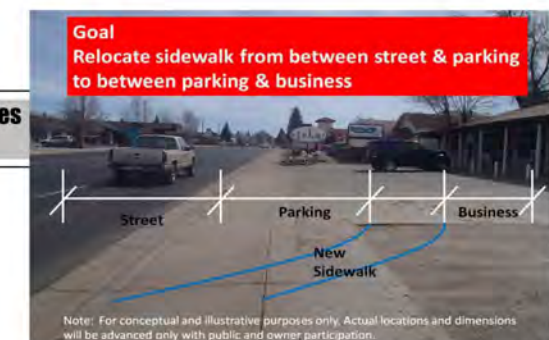 Goal
Relocate sidewalk from between street & parking
to between parking & business
es
Street
Parking
Business
New
Sidewalk
Note: For conceptual and illustrative purposes only. Actual locations and dimensions
will be advanced only with public and owner participation.